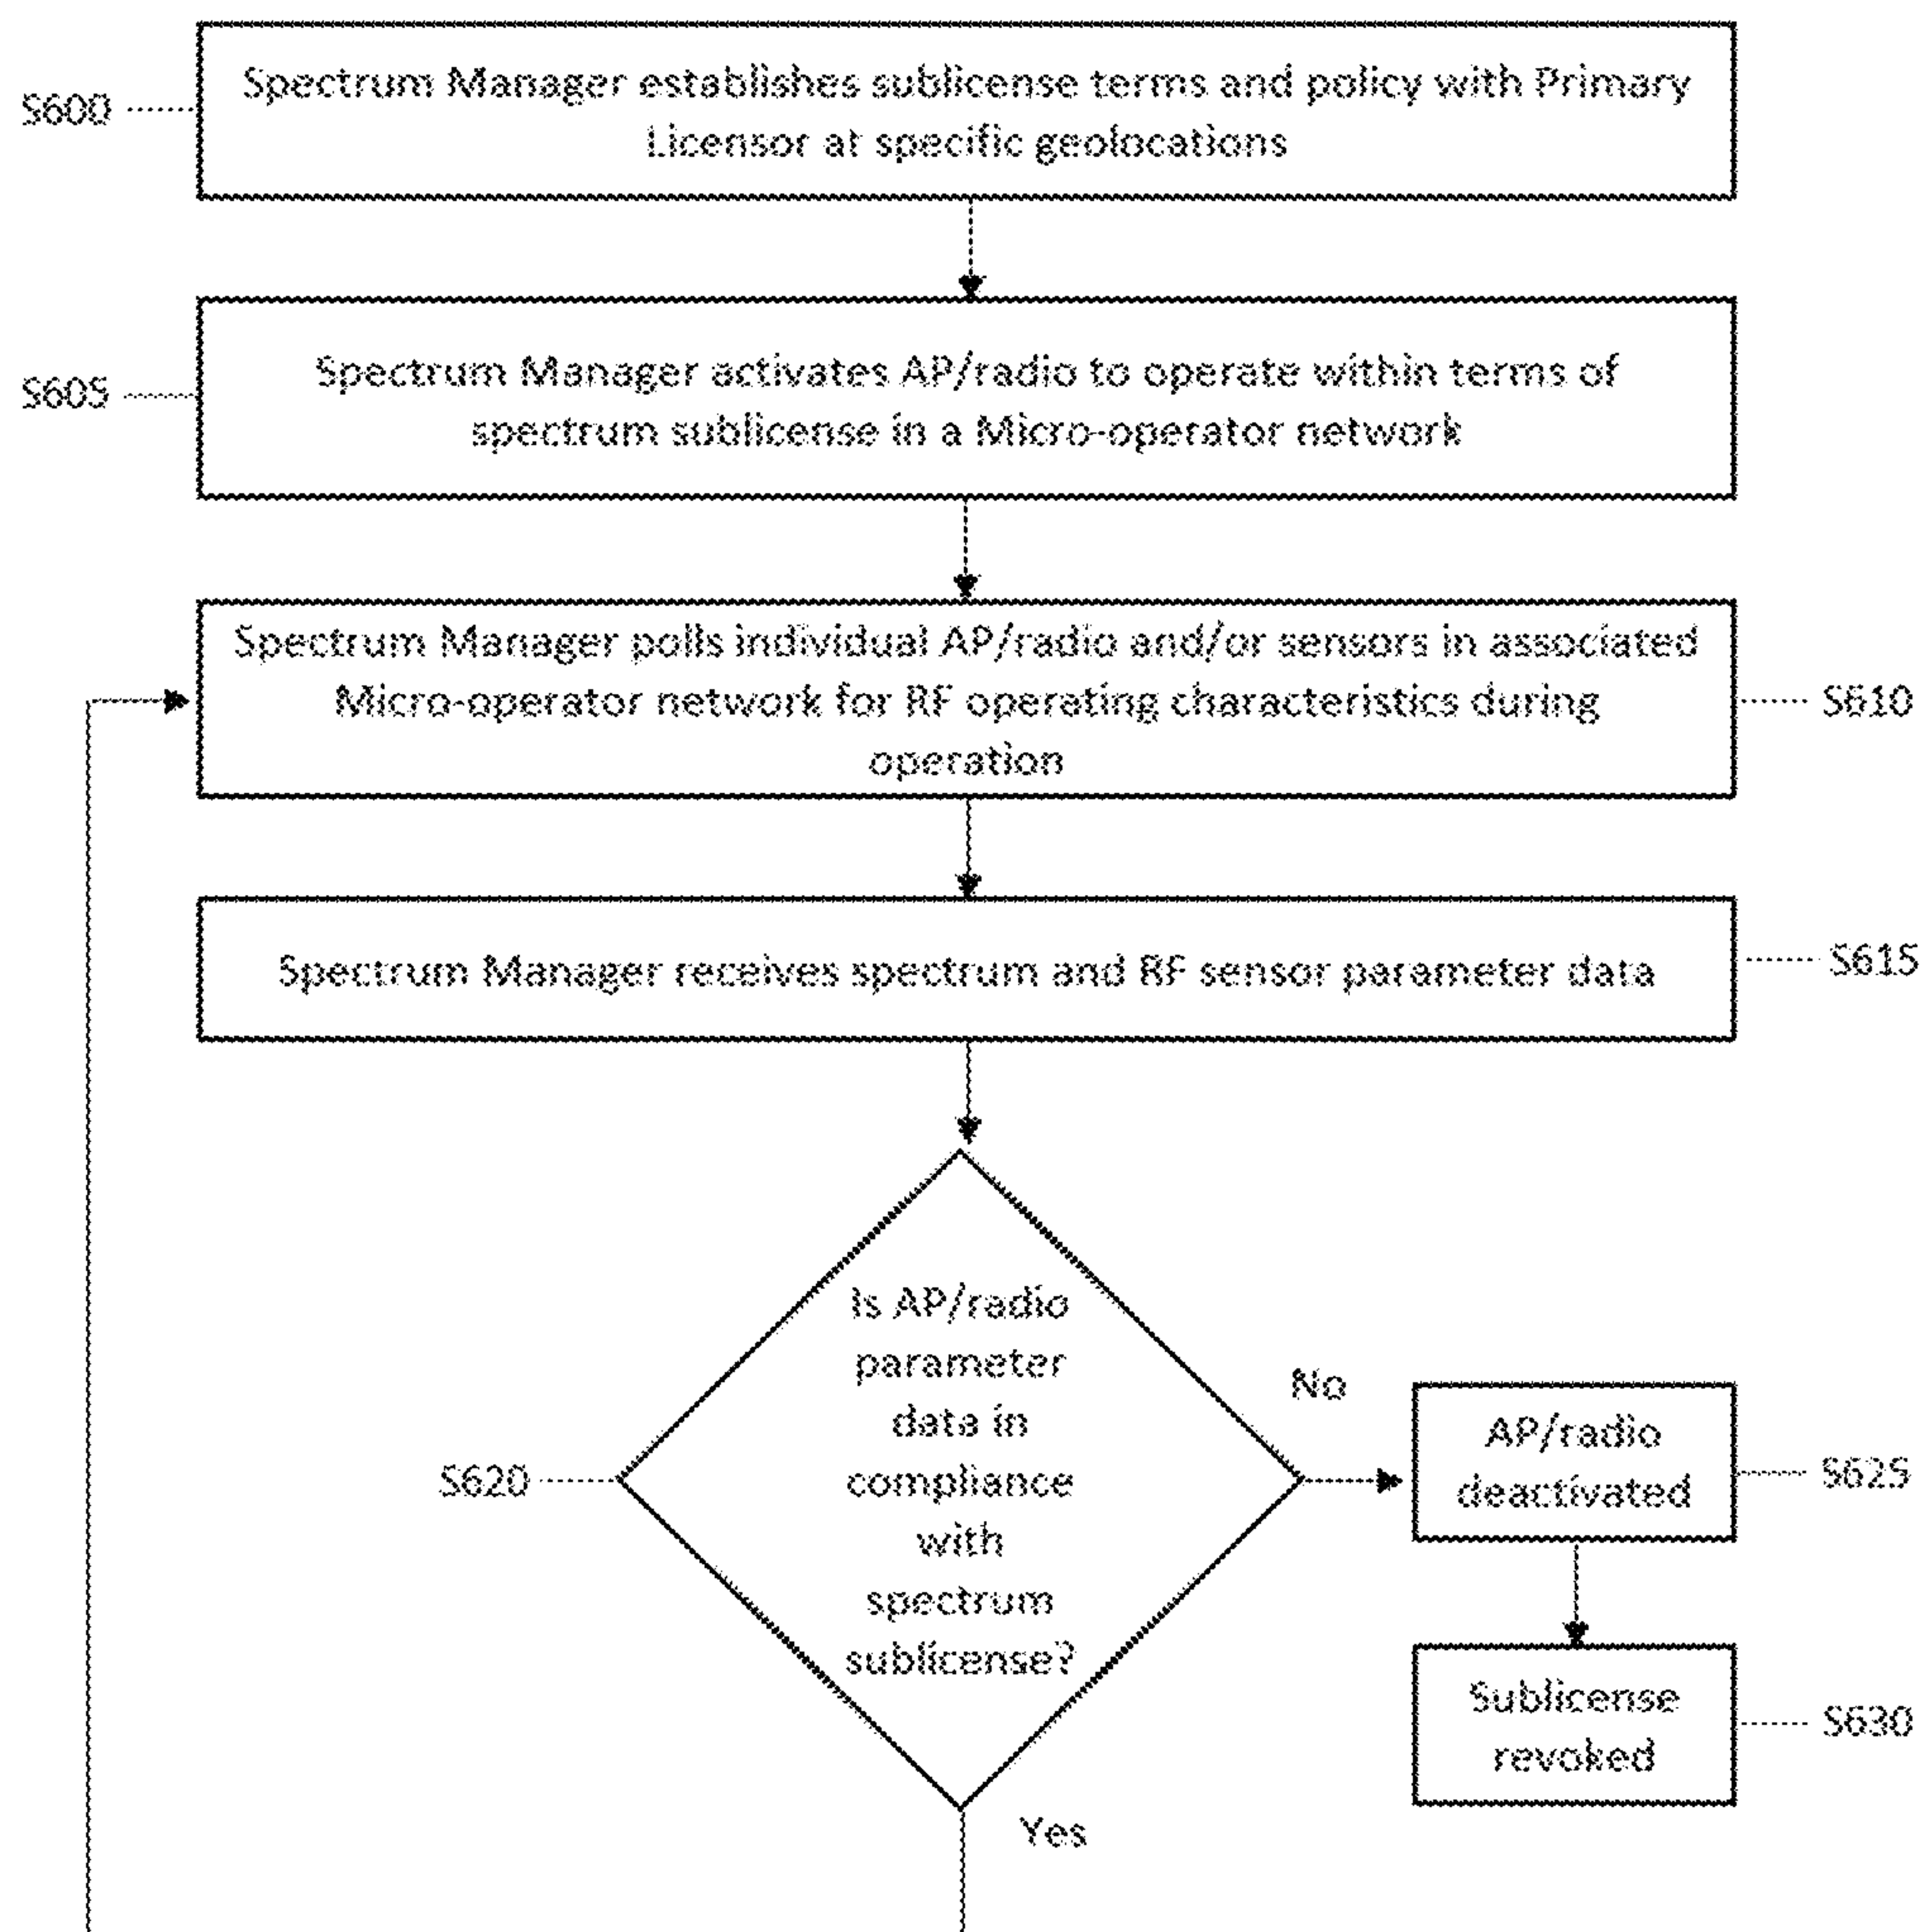 S600
Spectrum Manager establishes sublicense terms and policy with Primary
Licensor at specific geolocations
S605
Spectrum Manager activates AP/radio to operate within terms of
spectrum sublicense in a Micro-operator network
Spectrum Manager polls individual AP/radio and/or sensors in associated
Micro-operator network for RF operating characteristics during
operation
S610
Spectrum Manager receives spectrum and RF sensor parameter data
S615
S620
Is AP/radio
parameter
data in
compliance
with
spectrum
sublicense?
No
AP/radio
deactivated
S625
Sublicense
revoked
S630
Yes